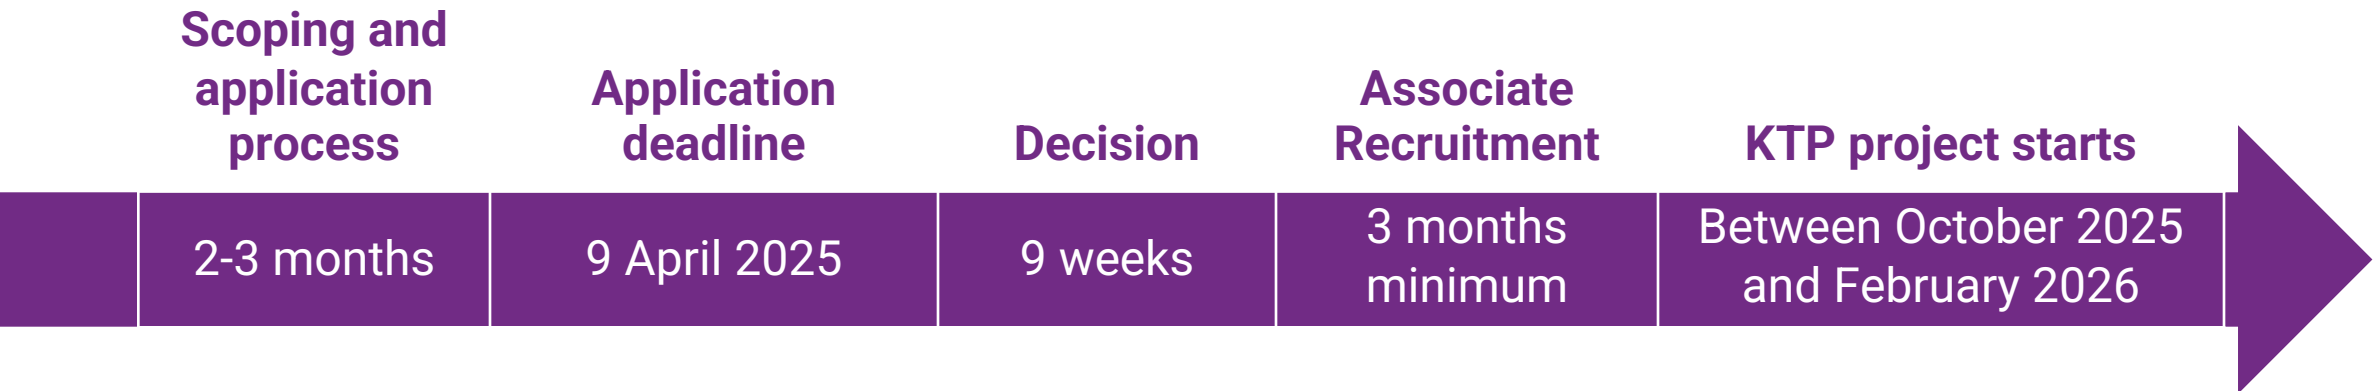 Scoping and
application
process
Application
deadline
Decision
Associate
Recruitment
KTP project starts
2-3 months
9 April 2025
9 weeks
3 months
minimum
Between October 2025
and February 2026